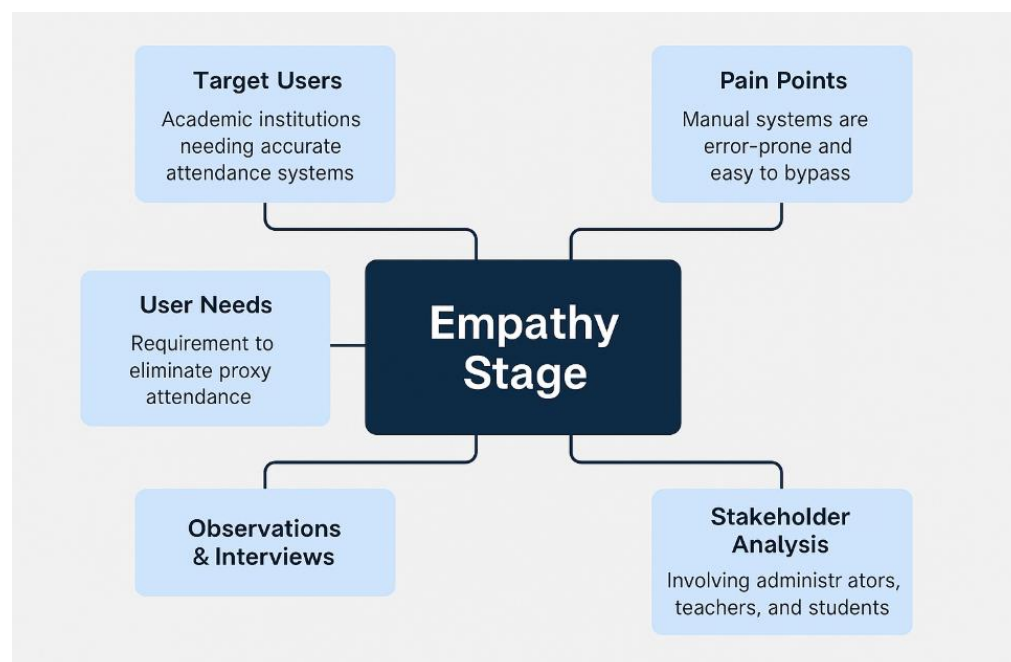 Target Users
Academic institutions
needing accurate
attendance systems
Pain Points
Manual systems are
error-prone and
easy to bypass
User Needs
Requirement to
eliminate proxy
attendance
Empathy
Stage
Observations
& Interviews
Stakeholder
Analysis
Involving administr ators,
teachers, and students